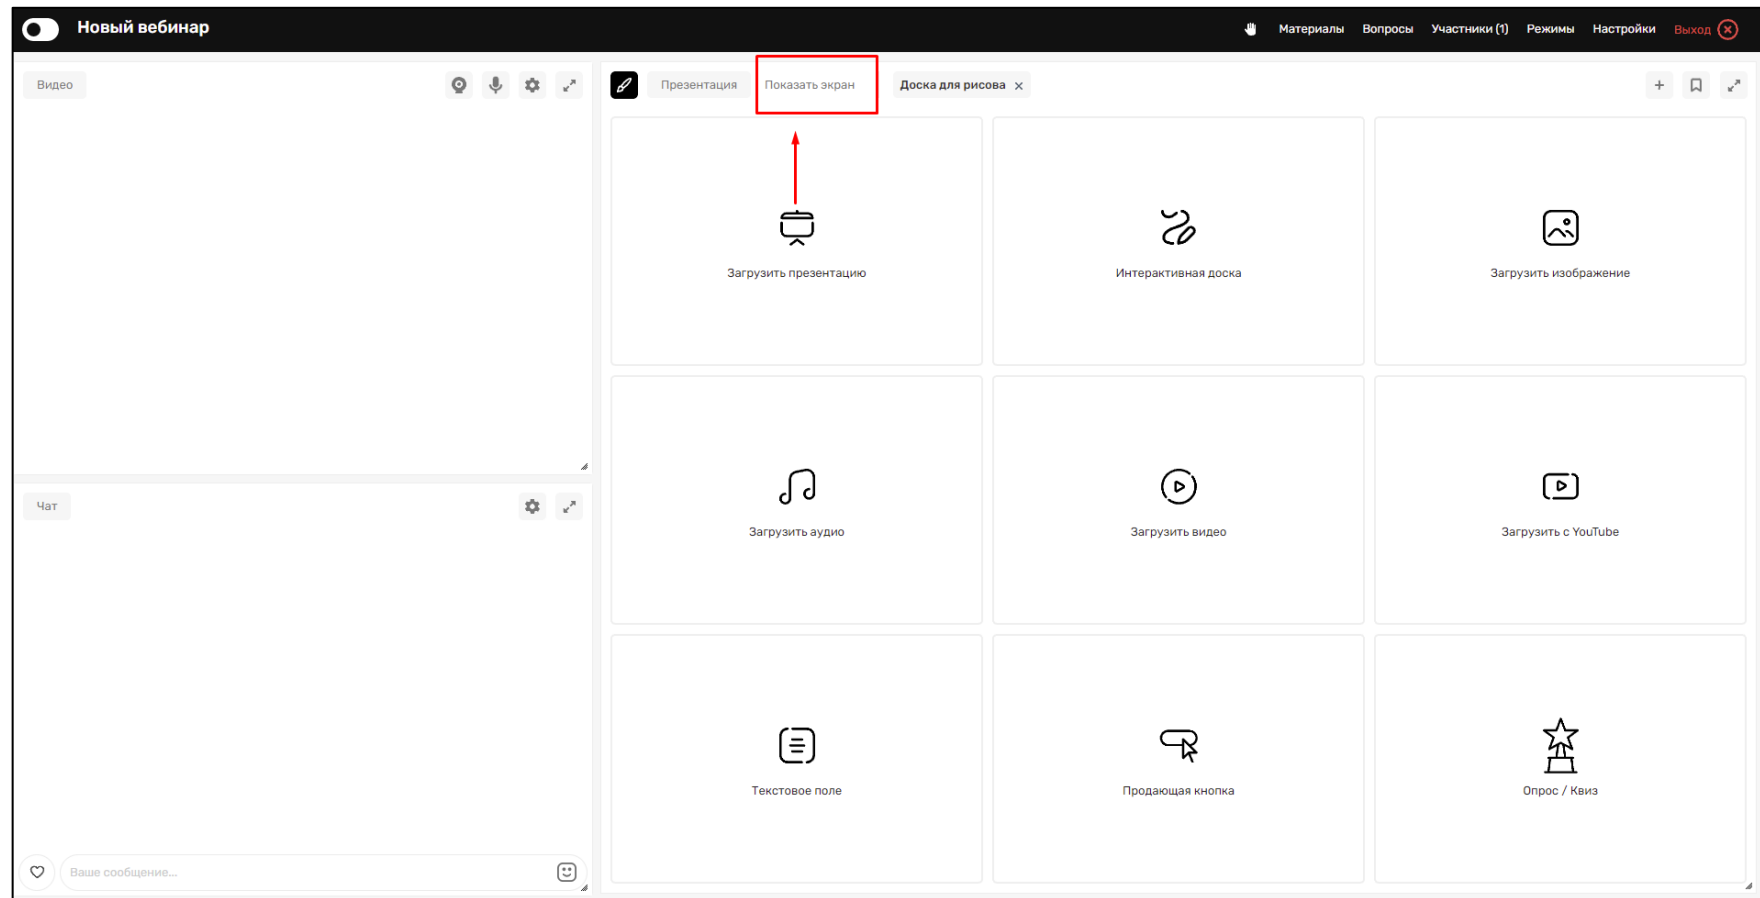 Новый вебинар
Материалы Вопросы Участники (1) Режимы Настройки Выход
Видео
Презентация Показать экран Доска для рисова
Загрузить презентацию
Интерактивная доска
Загрузить изображение
Загрузить аудио
Загрузить видео
Загрузить с YouTube
Текстовое поле
Продающая кнопка
Опрос / Квиз
Чат
Ваше сообщение...